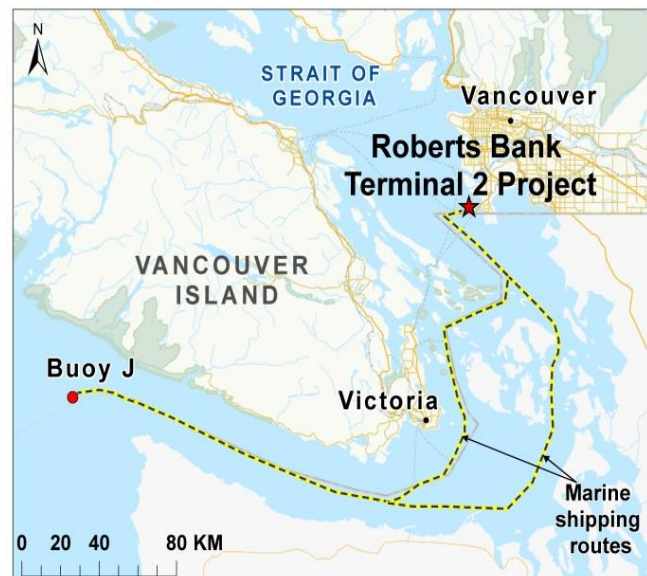 N
STRAIT OF
GEORGIA
Vancouver
Roberts Bank
Terminal 2 Project
VANCOUVER
ISLAND
Buoy J
Victoria
Marine
shipping
routes
0 20 40 80 KM